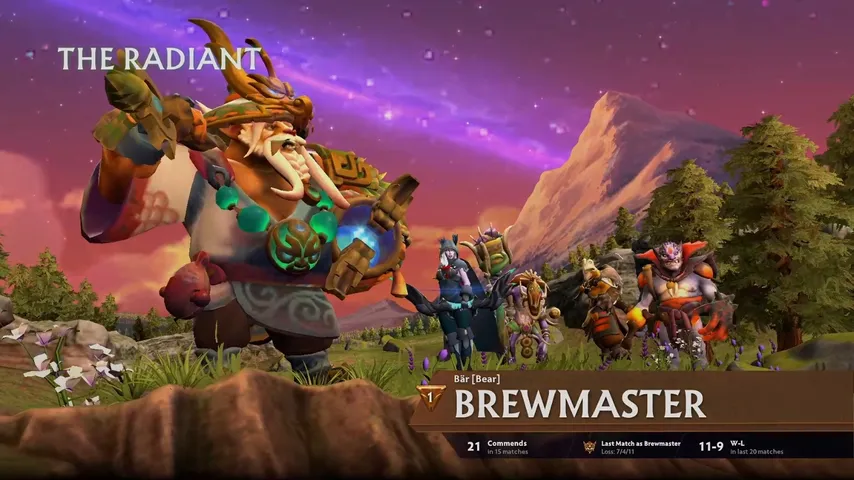 THE RADIANT
Bär [Bear]
1
BREWMASTER
21 Commends
in 15 matches
Last Match as Brewmaster
Loss: 7/4/11
11-9 W-L
in last 20 matches